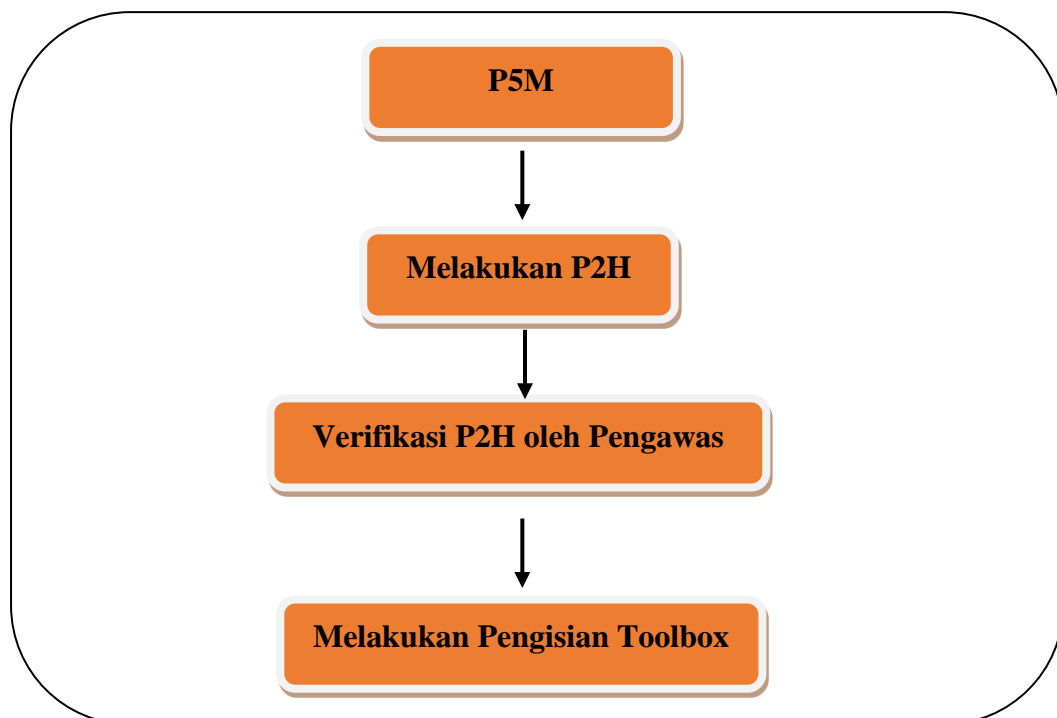 P5M
Melakukan P2H
Verifikasi P2H oleh Pengawas
Melakukan Pengisian Toolbox